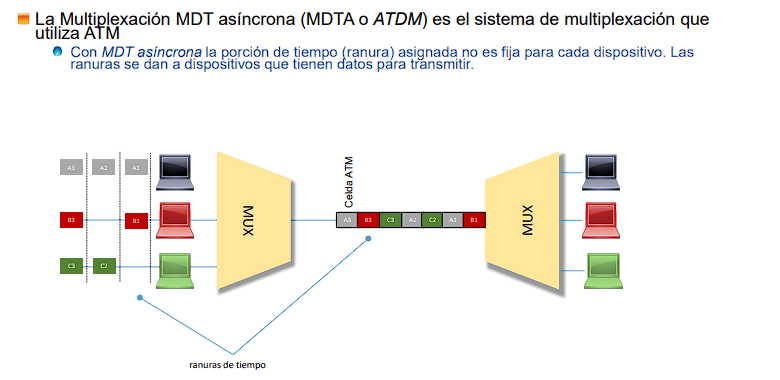 La Multiplexación MDT asíncrona (MDTA o ATDM) es el sistema de multiplexación que
utiliza ATM
Con MDT asíncrona la porción de tiempo (ranura) asignada no es fija para cada dispositivo. Las
ranuras se dan a dispositivos que tienen datos para transmitir.
A3 A2 A1
B3 B1
C3 C2
MUX
Celda ATM
A3 B3 C3 A2 C2 A1 B1
MUX
ranuras de tiempo